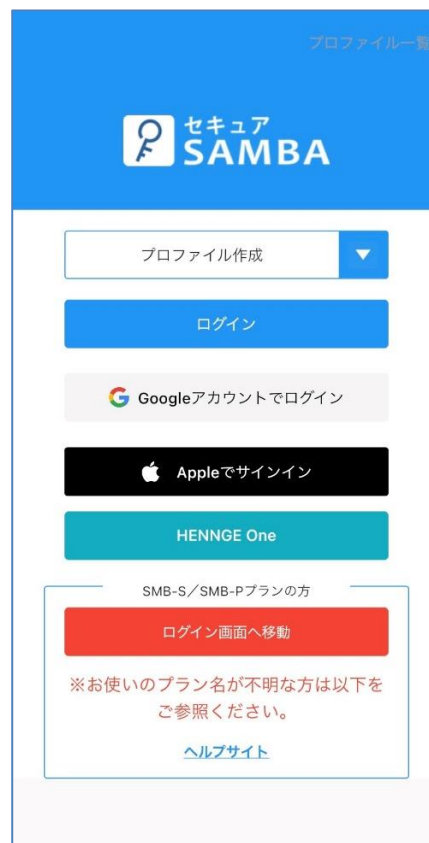 プロファイル一覧
セキュア
SAMBA
プロファイル作成
ログイン
Googleアカウントでログイン
Appleでサインイン
HENNGE One
SMB-S／SMB-Pプランの方
ログイン画面へ移動
※お使いのプラン名が不明な方は以下を
ご参照ください。
ヘルプサイト